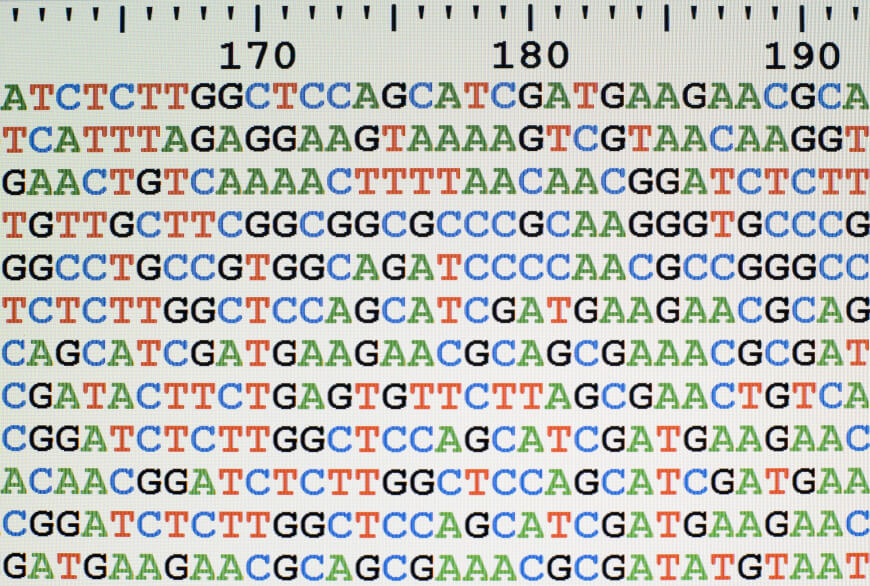 170 180 190
ATCTCTTGGCTCCAGCATCGATGAAGAACGCA
TCATTTAGAGGAAGTAAAAGTCGTAACAAGGT
GAACTGTCAAAACTTTTAACAACGGATCTCTT
TGTTGCTTCGGCGGCGCCCGCAAGGGTGCCCG
GGCCTGCCGTGGCAGATCCCCAACGCCGGGCC
TCTCTTGGCTCCAGCATCGATGAAGAACGCAG
CAGCATCGATGAAGAACGCAGCGAAACGCGAT
CGATACTTCTGAGTGTTCTTAGCGAACTGTCA
CGGATCTCTTGGCTCCAGCATCGATGAAGAAC
ACAACGGATCTCTTGGCTCCAGCATCGATGAA
CGGATCTCTTGGCTCCAGCATCGATGAAGAAC
GATGAAGAACGCAGCGAAACGCGATATGTAAT